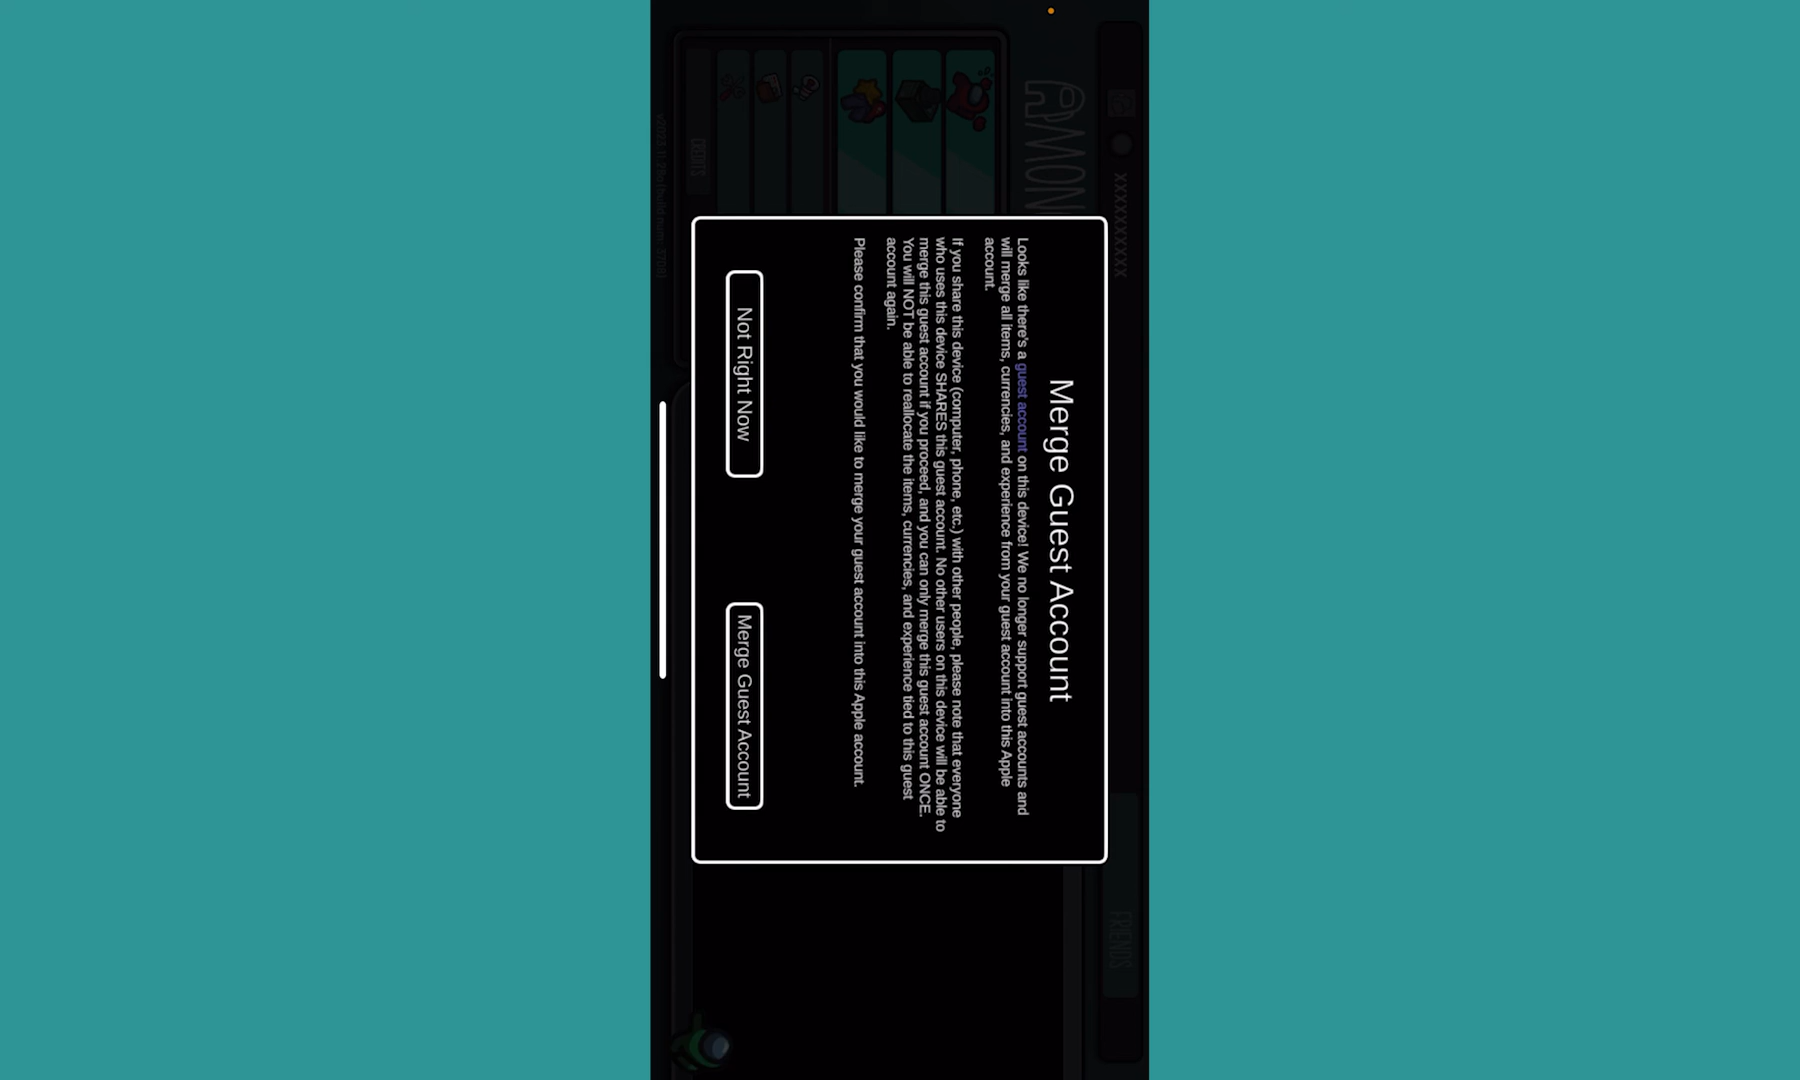 XXXXXXXXXX
FRIENDS
AMON
Merge Guest Account
Looks like there's a guest account on this device! We no longer support guest accounts and
will merge all items, currencies, and experience from your guest account into this Apple
account.
If you share this device (computer, phone, etc.) with other people, please note that everyone
who uses this device SHARES this guest account. No other users on this device will be able to
merge this guest account if you proceed, and you can only merge this guest account ONCE.
You will NOT be able to reallocate the items, currencies, and experience tied to this guest
account again.
Please confirm that you would like to merge your guest account into this Apple account.
Not Right Now
Merge Guest Account
CREDITS